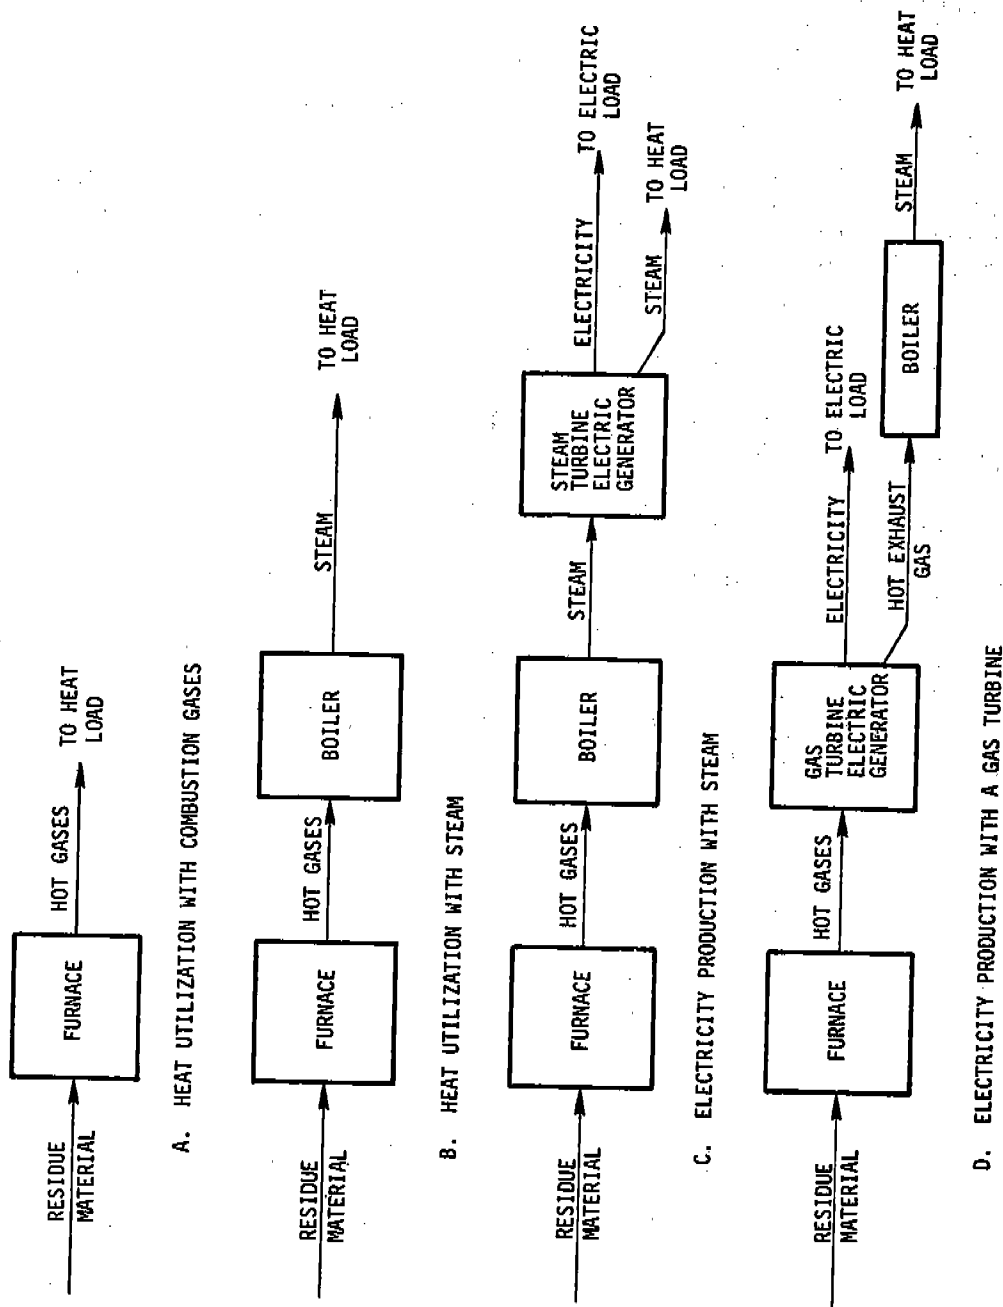 RESIDUE
MATERIAL
FURNACE
HOT GASES
TO HEAT
LOAD
A. HEAT UTILIZATION WITH COMBUSTION GASES
RESIDUE
MATERIAL
FURNACE
HOT GASES
BOILER
STEAM
TO HEAT
LOAD
B. HEAT UTILIZATION WITH STEAM
RESIDUE
MATERIAL
FURNACE
HOT GASES
BOILER
STEAM
STEAM
TURBINE
ELECTRIC
GENERATOR
ELECTRICITY
TO ELECTRIC
LOAD
STEAM
TO HEAT
LOAD
C. ELECTRICITY PRODUCTION WITH STEAM
RESIDUE
MATERIAL
FURNACE
HOT GASES
GAS
TURBINE
ELECTRIC
GENERATOR
ELECTRICITY
TO ELECTRIC
LOAD
HOT EXHAUST
GAS
BOILER
STEAM
TO HEAT
LOAD
D. ELECTRICITY PRODUCTION WITH A GAS TURBINE